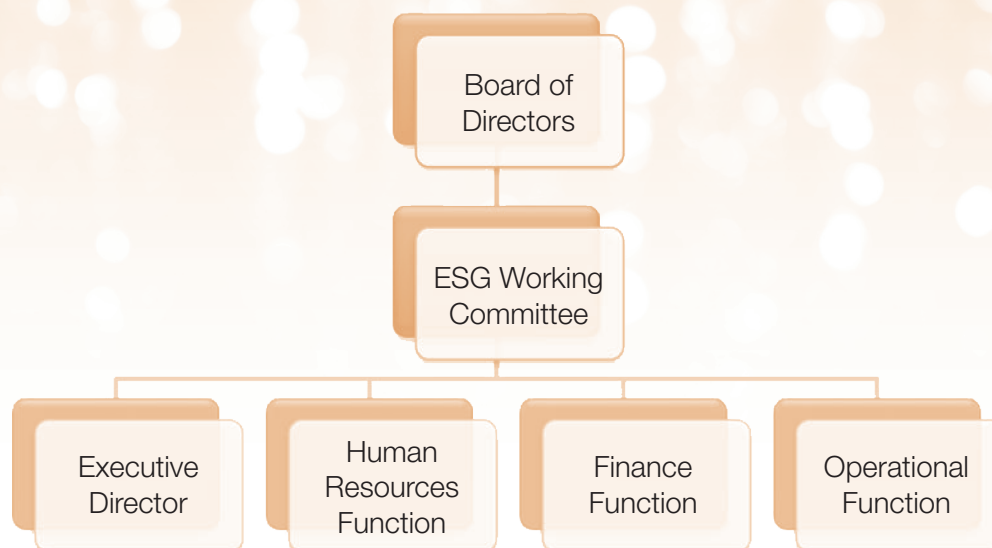 Board of
Directors
ESG Working
Committee
Executive
Director
Human
Resources
Function
Finance
Function
Operational
Function